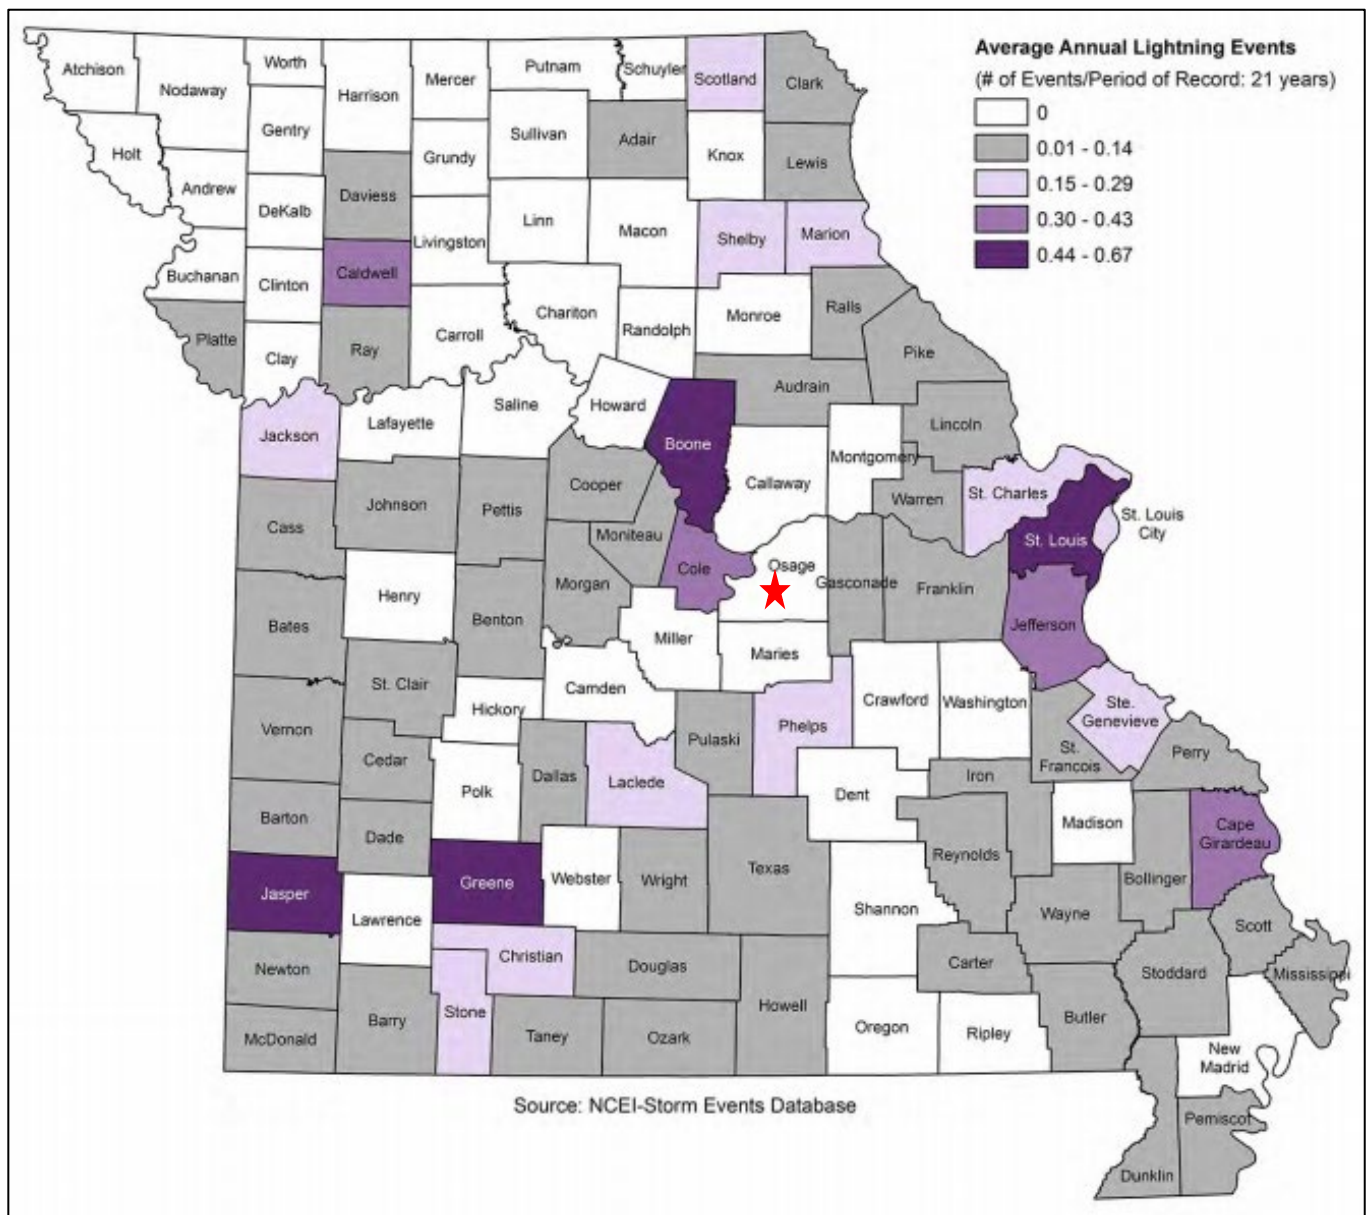 Average Annual Lightning Events
(# of Events/Period of Record: 21 years)
0
0.01 - 0.14
0.15 - 0.29
0.30 - 0.43
0.44 - 0.67
Atchison
Nodaway
Worth
Harrison
Mercer
Putnam
Schuyler
Scotland
Clark
Gentry
Sullivan
Adair
Knox
Lewis
Holt
Andrew
Grundy
DeKalb
Daviess
Linn
Macon
Shelby
Marion
Livingston
Buchanan
Clinton
Caldwell
Chariton
Randolph
Monroe
Ralls
Platte
Clay
Ray
Carroll
Pike
Audrain
Saline
Howard
Lafayette
Jackson
Boone
Lincoln
Montgomery
Callaway
Cooper
Warren
St. Charles
Johnson
Pettis
Cass
Moniteau
St. Louis
City
St. Louis
Cole
Osage
Gasconade
Franklin
Morgan
Henry
Benton
Bates
Miller
Maries
Jefferson
St. Clair
Camden
Crawford
Washington
Ste.
Genevieve
Hickory
Vernon
Cedar
Phelps
Pulaski
St.
Francois
Perry
Dallas
Laclede
Iron
Polk
Dent
Barton
Dade
Madison
Cape
Girardeau
Reynolds
Texas
Jasper
Greene
Webster
Wright
Bollinger
Lawrence
Shannon
Wayne
Scott
Newton
Christian
Douglas
Carter
Stoddard
Mississippi
Howell
Stone
Barry
McDonald
Taney
Ozark
Oregon
Ripley
Butler
New
Madrid
Pemiscot
Dunklin
Source: NCEI-Storm Events Database